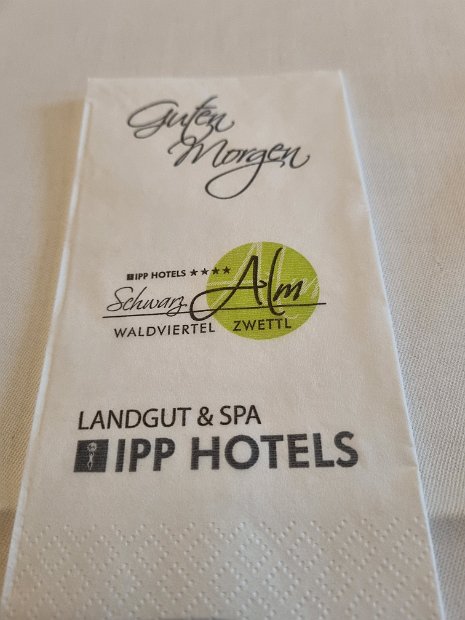 Guten
Morgen
IPP HOTELS ★★★★
Schwarz Alm
WALDVIERTEL ZWETTL
LANDGUT & SPA
IPP HOTELS